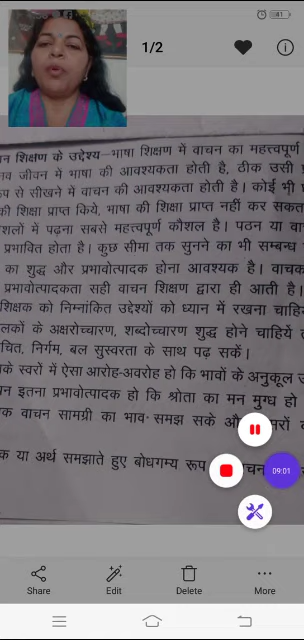 81
1/2
शिक्षण के उद्देश्य–भाषा शिक्षण में वाचन का महत्त्वपूर्ण
जीवन में भाषा की आवश्यकता होती है, ठीक उसी
से सीखने में वाचन की आवश्यकता होती है। कोई भी
की शिक्षा प्राप्त किये, भाषा की शिक्षा प्राप्त नहीं कर
में पढ़ना सबसे महत्त्वपूर्ण कौशल है। पठन या
प्रभावित होता है। कुछ सीमा तक सुनने का भी सम्बन्ध
का शुद्ध और प्रभावोत्पादक होना आवश्यक है। वाचक
प्रभावोत्पादकता सही वाचन शिक्षण द्वारा ही आती है।
शिक्षक को निम्नांकित उद्देश्यों को ध्यान में रखना
के अक्षरोच्चारण, शब्दोच्चारण शुद्ध होने चाहिये
निर्गम, बल सुस्वरता के साथ पढ़ सकें।
के स्वरों में ऐसा आरोह-अवरोह हो कि भावों के अनुकूल
इतना प्रभावोत्पादक हो कि श्रोता का मन मुग्ध हो
वाचन सामग्री का भाव समझ सके
या अर्थ समझाते हुए बोधगम्य रूप
09:01
Share Edit Delete More